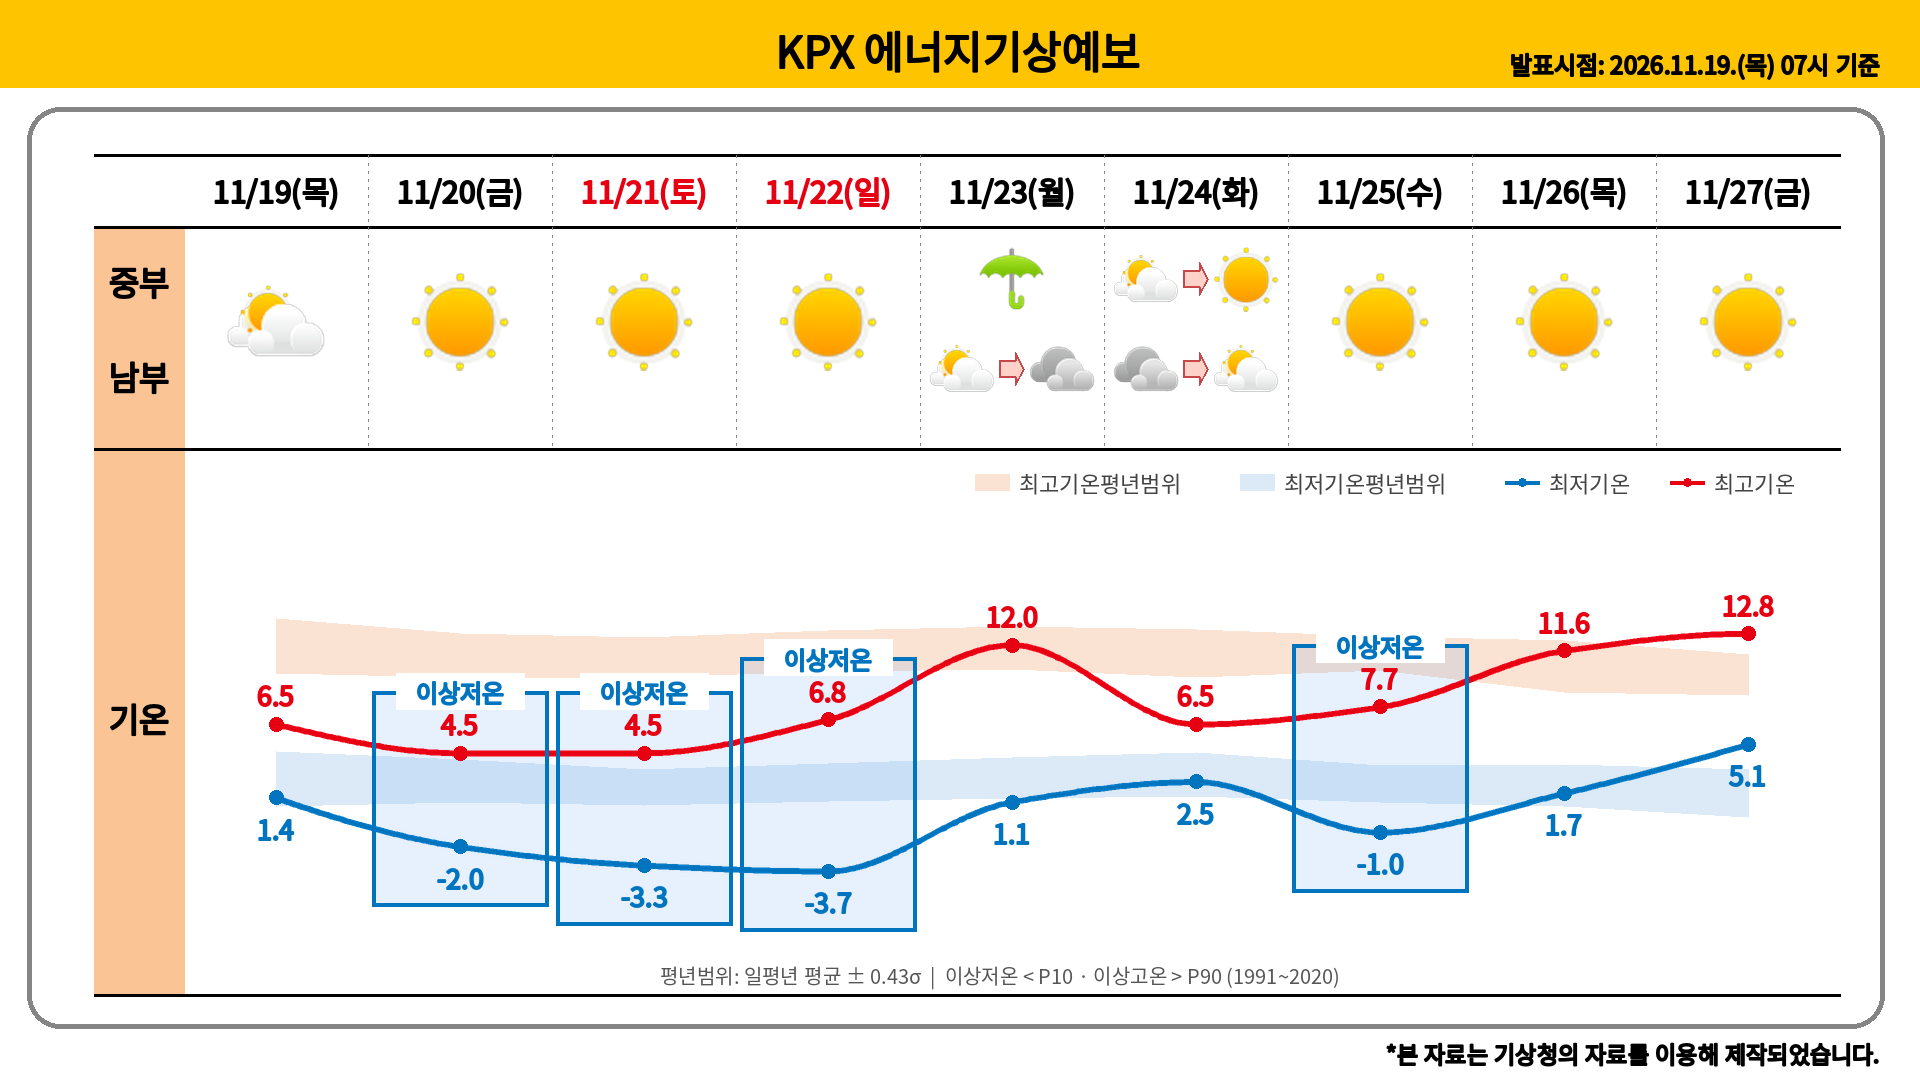 KPX 에너지기상예보
발표시점: 2026.11.19.(목) 07시 기준
11/19(목) 11/20(금) 11/21(토) 11/22(일) 11/23(월) 11/24(화) 11/25(수) 11/26(목) 11/27(금)
중부
남부
최고기온평년범위 최저기온평년범위 최저기온 최고기온
기온
이상저온 이상저온 이상저온 이상저온
6.5 4.5 4.5 6.8 12.0 6.5 7.7 11.6 12.8
1.4 -2.0 -3.3 -3.7 1.1 2.5 -1.0 1.7 5.1
평년범위: 일평년 평균 ± 0.43σ | 이상저온 < P10 · 이상고온 > P90 (1991~2020)
*본 자료는 기상청의 자료를 이용해 제작되었습니다.